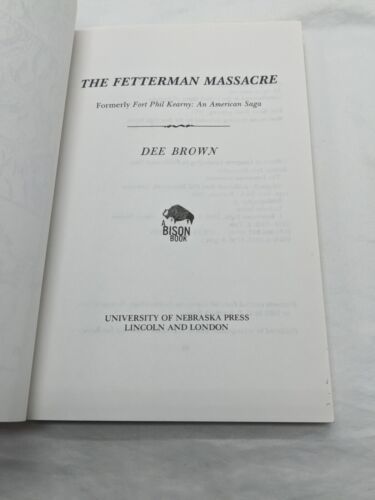 THE FETTERMAN MASSACRE
Formerly Fort Phil Kearny: An American Saga
DEE BROWN
A
BISON
BOOK
UNIVERSITY OF NEBRASKA PRESS
LINCOLN AND LONDON